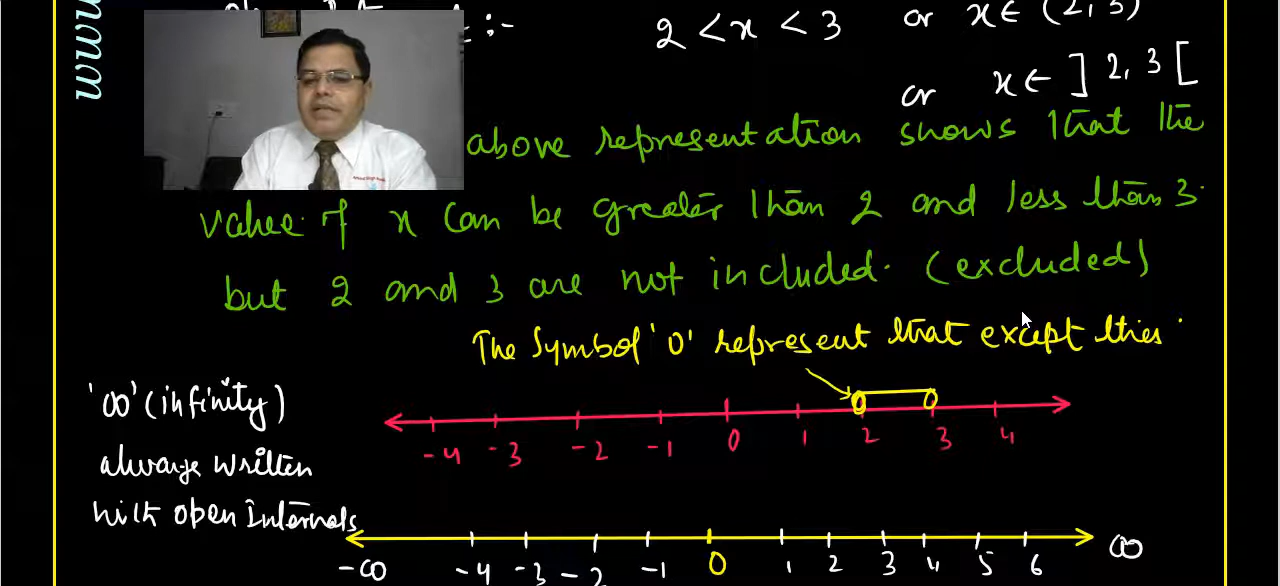 www
2 < x < 3 or x ∈ (2, 3)
or x ∈ ] 2, 3 [
above representation shows that the
value of x can be greater than 2 and less than 3.
but 2 and 3 are not included. (excluded)
The symbol 'O' represent that except this
'∞' (infinity)
always written
with open Internals
-4 -3 -2 -1 0 1 2 3 4
-∞ -4 -3 -2 -1 0 1 2 3 4 5 6 ∞